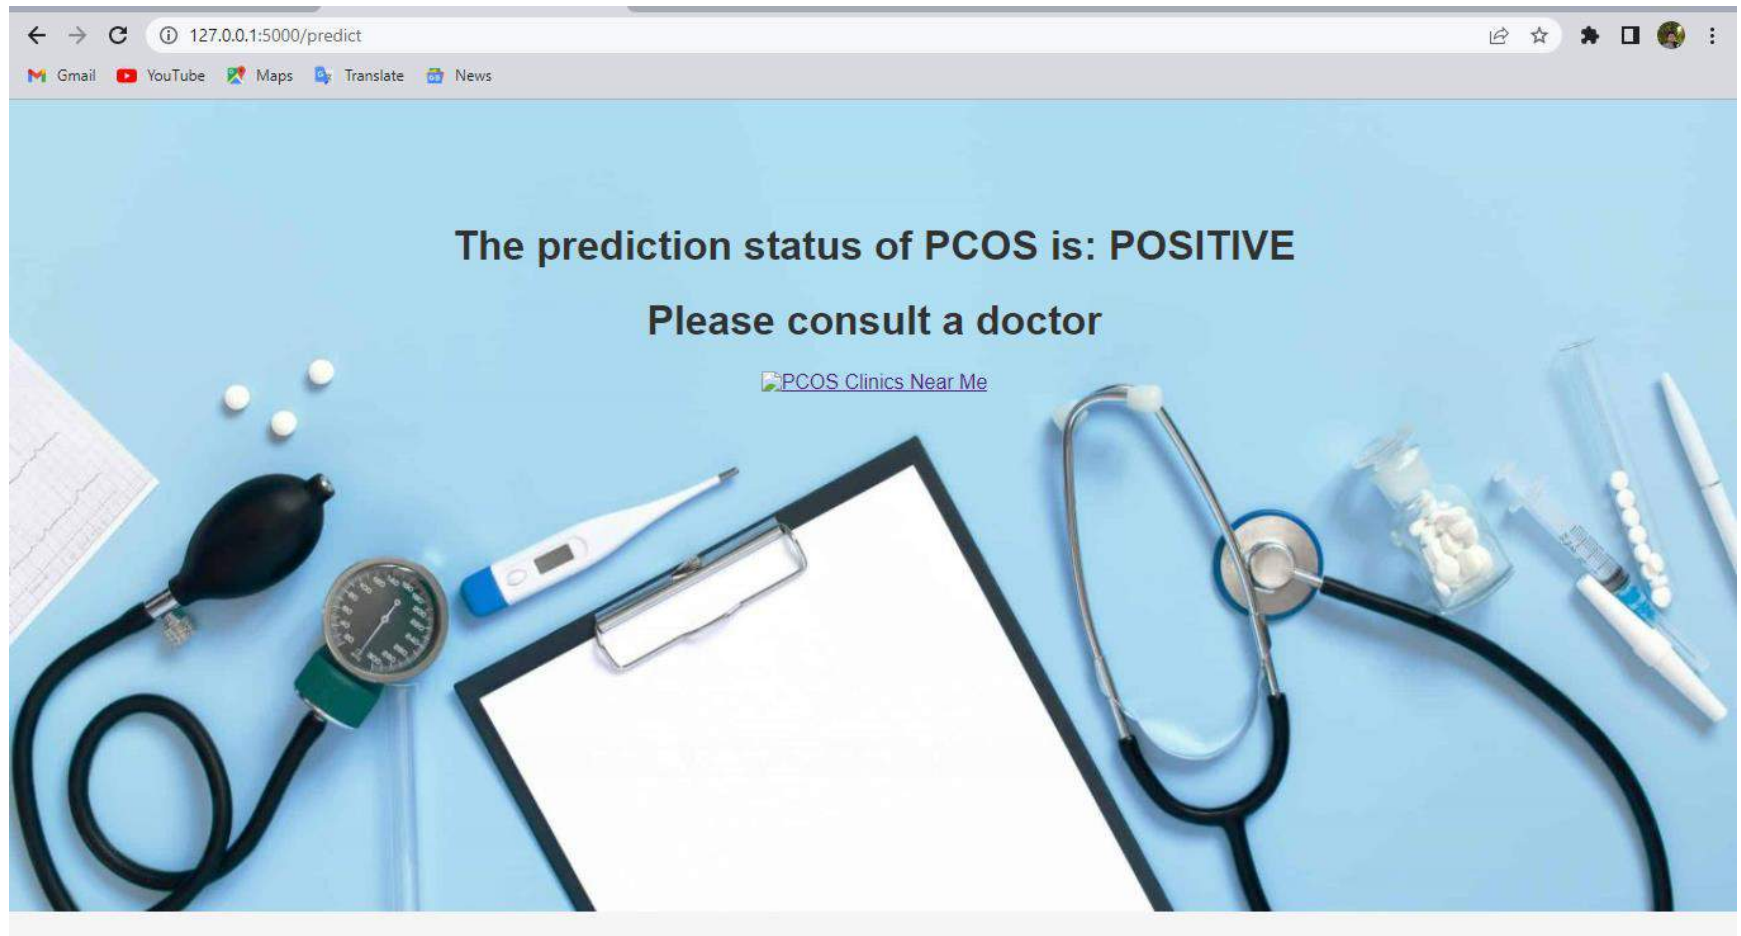 127.0.0.1:5000/predict
Gmail YouTube Maps Translate News
The prediction status of PCOS is: POSITIVE
Please consult a doctor
PCOS Clinics Near Me